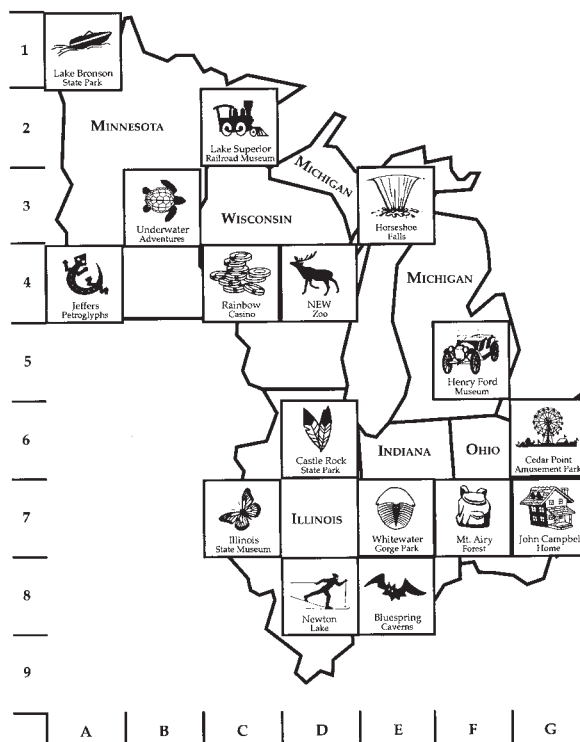 1
Lake Bronson
State Park
2
MINNESOTA
Lake Superior
Railroad Museum
MICHIGAN
3
Underwater
Adventures
WISCONSIN
Horseshoe
Falls
4
Jeffers
Petroglyphs
Rainbow
Casino
NEW
Zoo
MICHIGAN
5
Henry Ford
Museum
6
Castle Rock
State Park
INDIANA
OHIO
Cedar Point
Amusement Park
7
Illinois
State Museum
ILLINOIS
Whitewater
Gorge Park
Mt. Airy
Forest
John Campbell
Home
8
Newton
Lake
Bluespring
Caverns
9
A B C D E F G